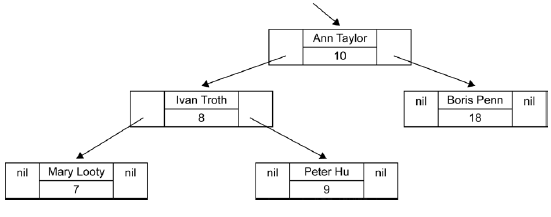 Ann Taylor
10
Ivan Troth
8
nil Boris Penn nil
18
nil Mary Looty nil
7
nil Peter Hu nil
9